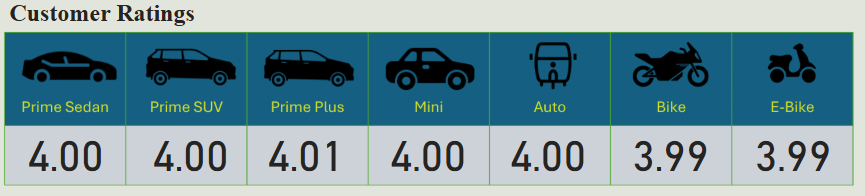 Customer Ratings
Prime Sedan Prime SUV Prime Plus Mini Auto Bike E-Bike
4.00 4.00 4.01 4.00 4.00 3.99 3.99